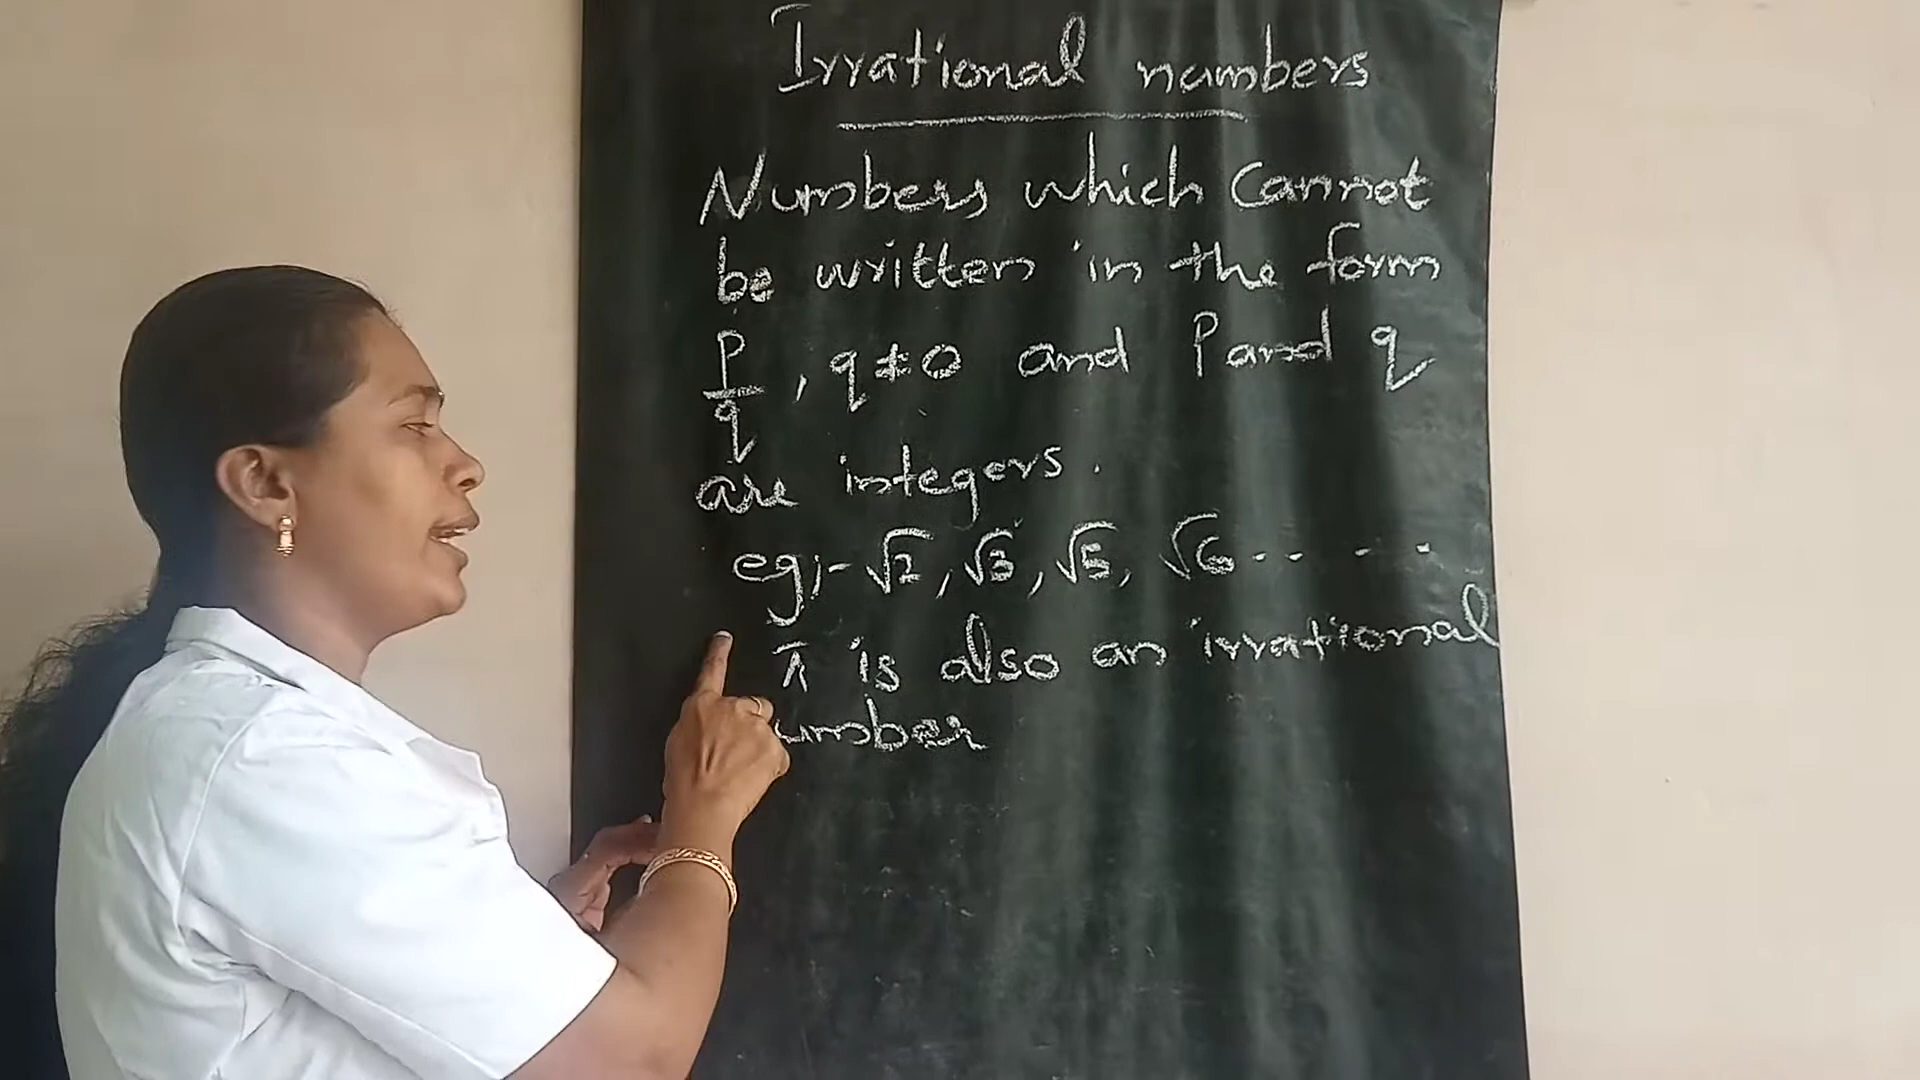 Irrational numbers
Numbers which cannot
be written in the form
p/q, q≠0 and P and q
are integers.
eg:- √2, √3, √5, √6 .. . .
π is also an irrational
umber